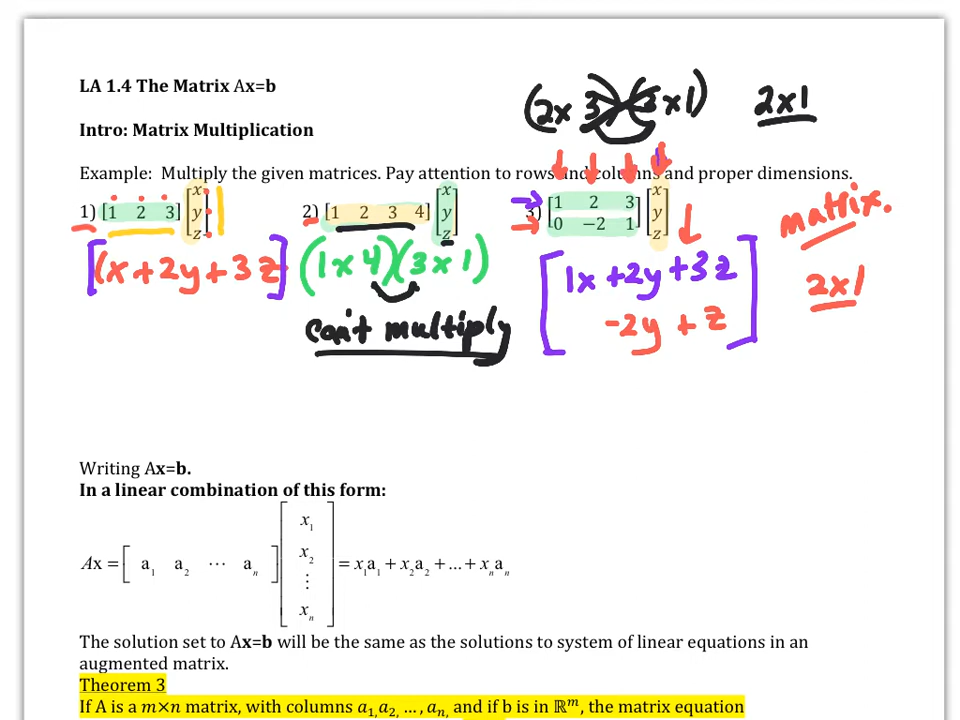 LA 1.4 The Matrix Ax=b
(2x 3)(3x1) 2x1
Intro: Matrix Multiplication
Example: Multiply the given matrices. Pay attention to rows and columns and proper dimensions.
1) [1 2 3] [x y z] 2) [1 2 3 4] [x y z] 3) [1 2 3 0 −2 1] [x y z]
matrix.
[(x+2y+3z] (1x4)(3x1) [1x+2y+3z 2x1
can't multiply -2y+z]
Writing Ax=b.
In a linear combination of this form:
Ax = [a₁ a₂ ⋯ aₙ] [x₁ x₂ ⋮ xₙ] = x₁a₁ + x₂a₂ + ... + xₙaₙ
The solution set to Ax=b will be the same as the solutions to system of linear equations in an
augmented matrix.
Theorem 3
If A is a m×n matrix, with columns a₁,a₂, …, aₙ, and if b is in ℝᵐ, the matrix equation